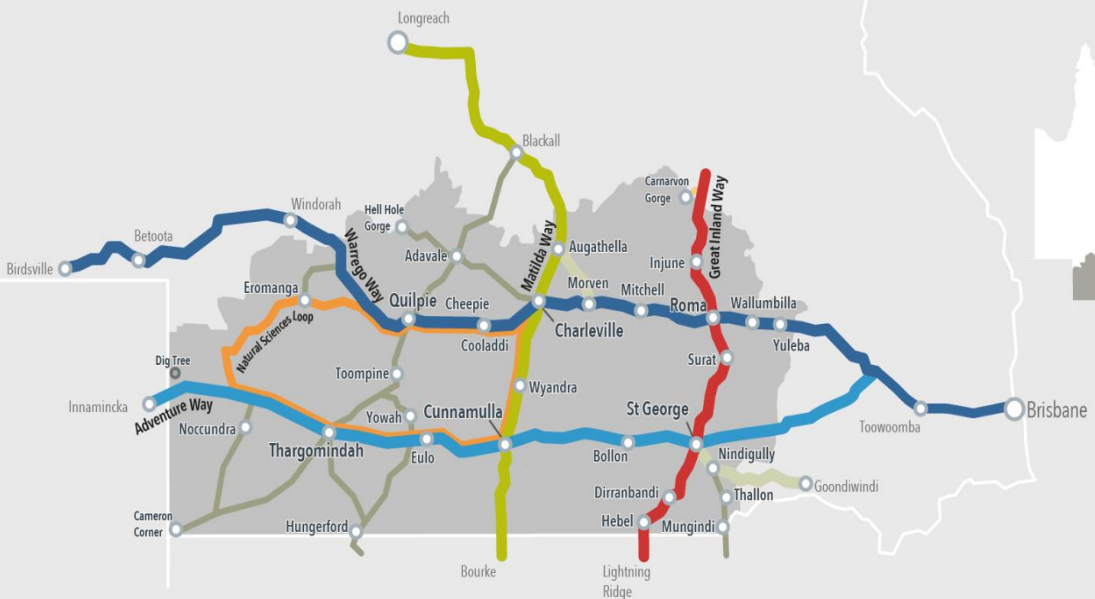 Longreach
Blackall
Carnarvon
Gorge
Great Inland Way
Windorah
Hell Hole
Gorge
Betoota
Warrego Way
Matilda Way
Augathella
Birdsville
Adavale
Injune
Eromanga
Quilpie
Cheepie
Morven
Mitchell
Roma
Wallumbilla
Natural Sciences Loop
Cooladdi
Charleville
Yuleba
Dig Tree
Toompine
Surat
Wyandra
Innamincka
Adventure Way
Yowah
Cunnamulla
St George
Brisbane
Noccundra
Toowoomba
Thargomindah
Eulo
Bollon
Nindigully
Goondiwindi
Dirranbandi
Thallon
Cameron
Corner
Hungerford
Hebel
Mungindi
Bourke
Lightning
Ridge